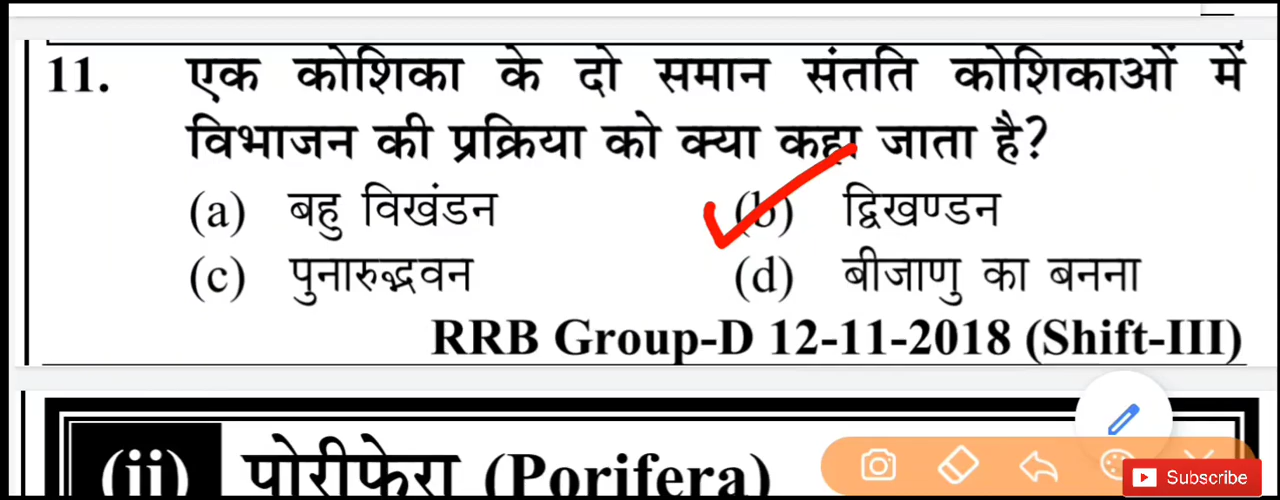 11. एक कोशिका के दो समान संतति कोशिकाओं में
विभाजन की प्रक्रिया को क्या कहा जाता है?
(a) बहु विखंडन (b) द्विखण्डन
(c) पुनारुद्भवन (d) बीजाणु का बनना
RRB Group-D 12-11-2018 (Shift-III)
(ii) पोरीफेरा (Porifera)
Subscribe